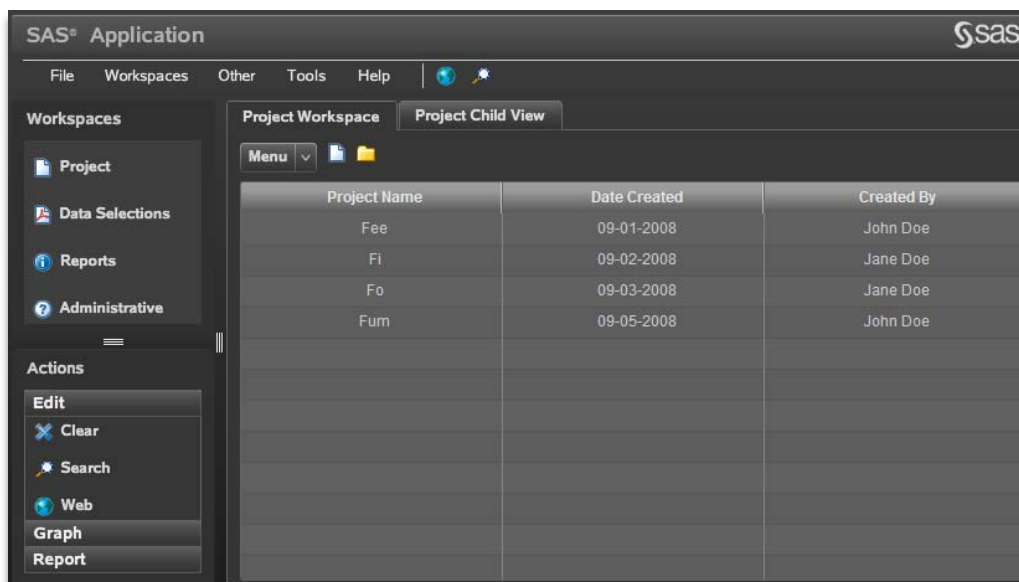 SAS® Application
sas
File Workspaces Other Tools Help
Workspaces
Project
Data Selections
Reports
Administrative
Actions
Edit
Clear
Search
Web
Graph
Report
Project Workspace Project Child View
Menu
Project Name Date Created Created By
Fee 09-01-2008 John Doe
Fi 09-02-2008 Jane Doe
Fo 09-03-2008 Jane Doe
Fum 09-05-2008 John Doe